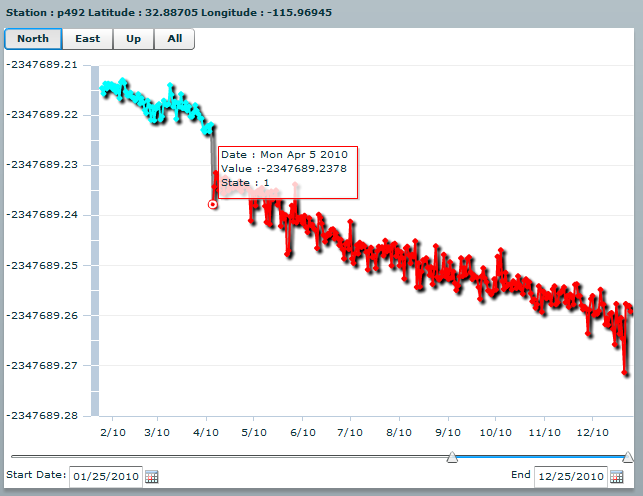 Station : p492 Latitude : 32.88705 Longitude : -115.96945
North East Up All
-2347689.21
-2347689.22
-2347689.23
-2347689.24
-2347689.25
-2347689.26
-2347689.27
-2347689.28
Date : Mon Apr 5 2010
Value :-2347689.2378
State : 1
2/10 3/10 4/10 5/10 6/10 7/10 8/10 9/10 10/10 11/10 12/10
Start Date: 01/25/2010 End 12/25/2010